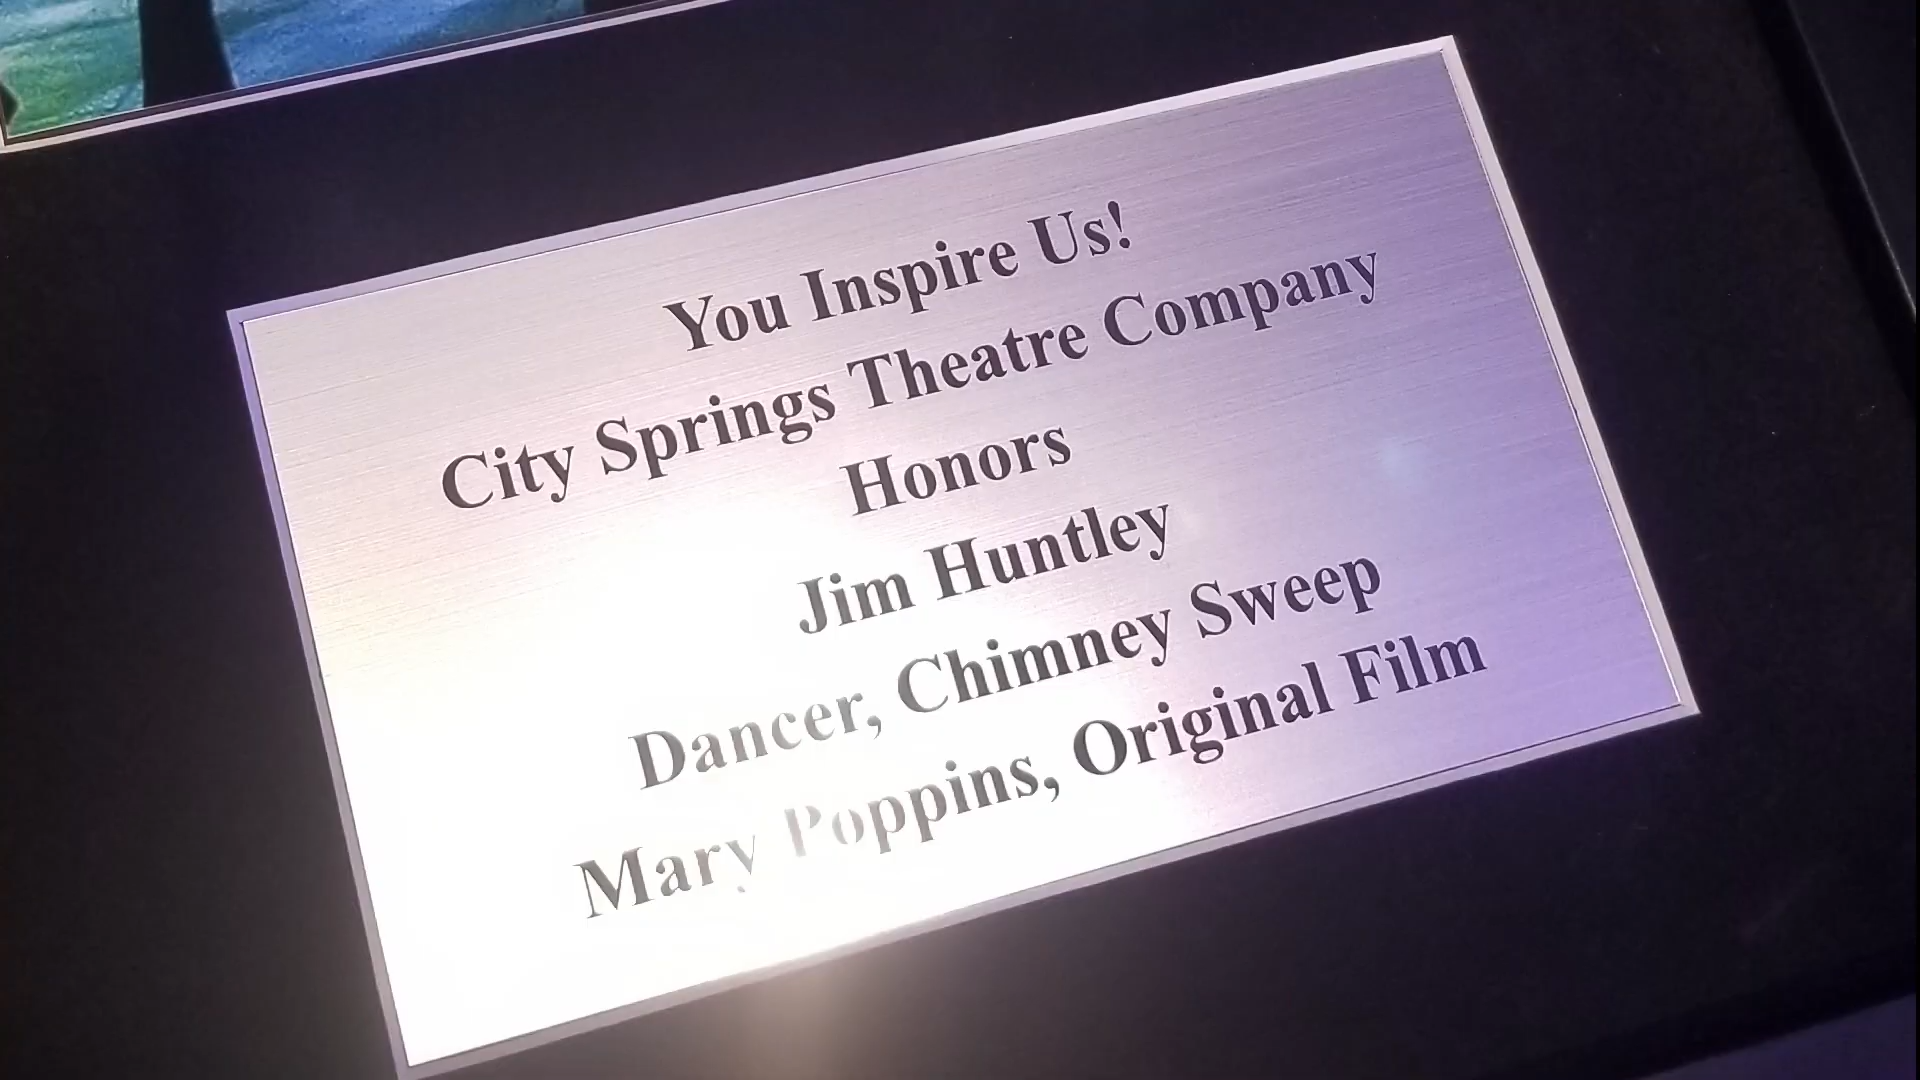 You Inspire Us!
City Springs Theatre Company
Honors
Jim Huntley
Dancer, Chimney Sweep
Mary Poppins, Original Film